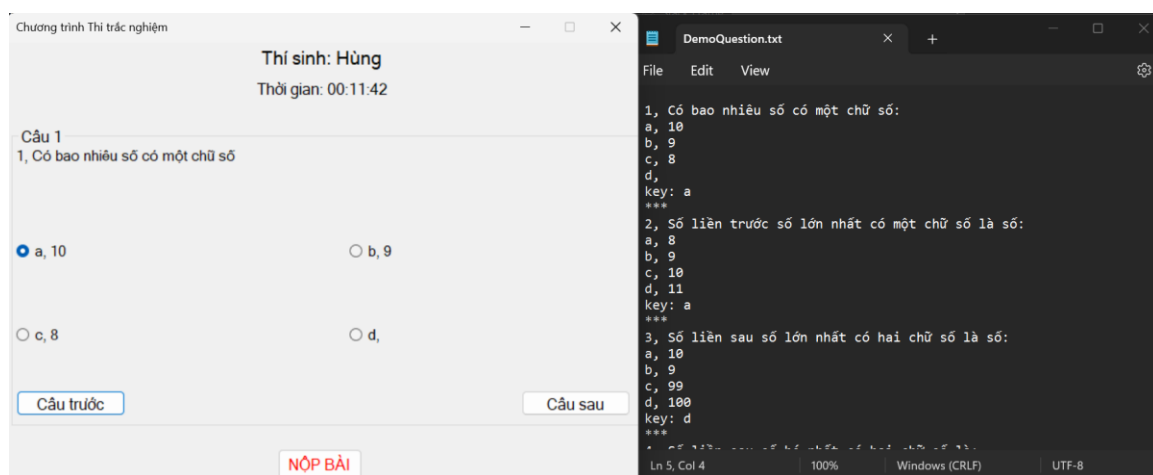 Chương trình Thi trắc nghiệm
Thí sinh: Hùng
Thời gian: 00:11:42
Câu 1
1, Có bao nhiêu số có một chữ số
a, 10
b, 9
c, 8
d,
Câu trước
Câu sau
NỘP BÀI
DemoQuestion.txt
File Edit View
1, Có bao nhiêu số có một chữ số:
a, 10
b, 9
c, 8
d,
key: a
***
2, Số liền trước số lớn nhất có một chữ số là số:
a, 8
b, 9
c, 10
d, 11
key: a
***
3, Số liền sau số lớn nhất có hai chữ số là số:
a, 10
b, 9
c, 99
d, 100
key: d
***
Ln 5, Col 4 100% Windows (CRLF) UTF-8